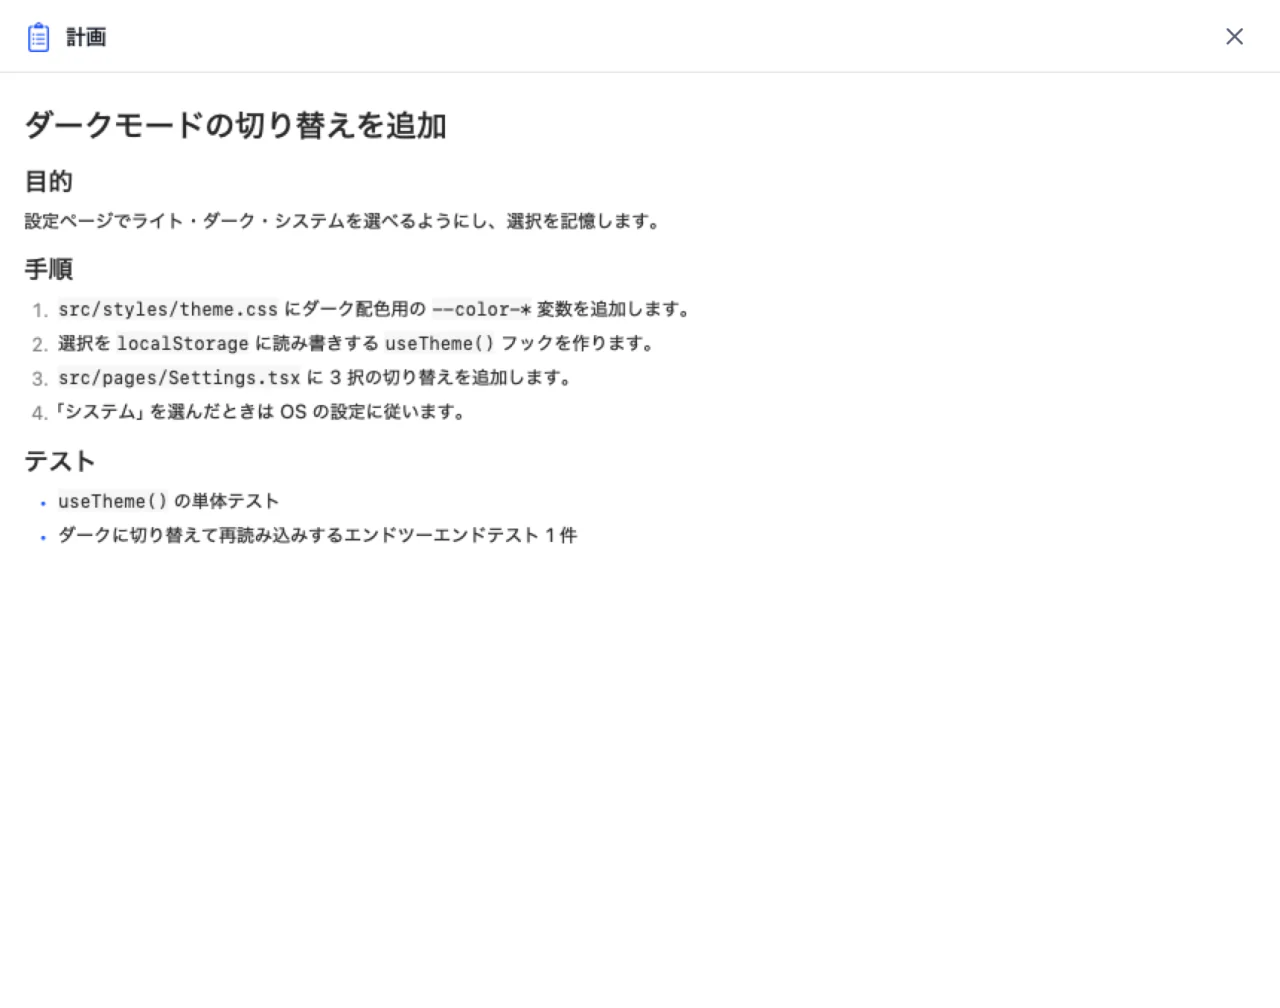 計画
ダークモードの切り替えを追加
目的
設定ページでライト・ダーク・システムを選べるようにし、選択を記憶します。
手順
1. src/styles/theme.css にダーク配色用の --color-* 変数を追加します。
2. 選択を localStorage に読み書きする useTheme() フックを作ります。
3. src/pages/Settings.tsx に 3 択の切り替えを追加します。
4. 「システム」を選んだときは OS の設定に従います。
テスト
• useTheme() の単体テスト
• ダークに切り替えて再読み込みするエンドツーエンドテスト 1 件